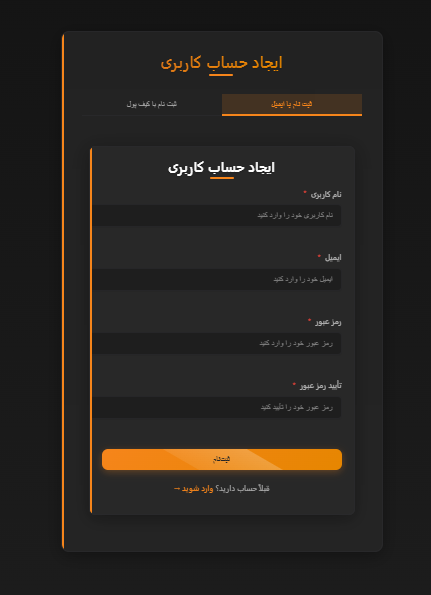 ایجاد حساب کاربری
ثبت نام با ایمیل
ثبت نام با کیف پول
ایجاد حساب کاربری
نام کاربری *
نام کاربری خود را وارد کنید
ایمیل *
ایمیل خود را وارد کنید
رمز عبور *
رمز عبور خود را وارد کنید
تأیید رمز عبور *
رمز عبور خود را تأیید کنید
ثبت‌نام
قبلاً حساب دارید؟ وارد شوید →